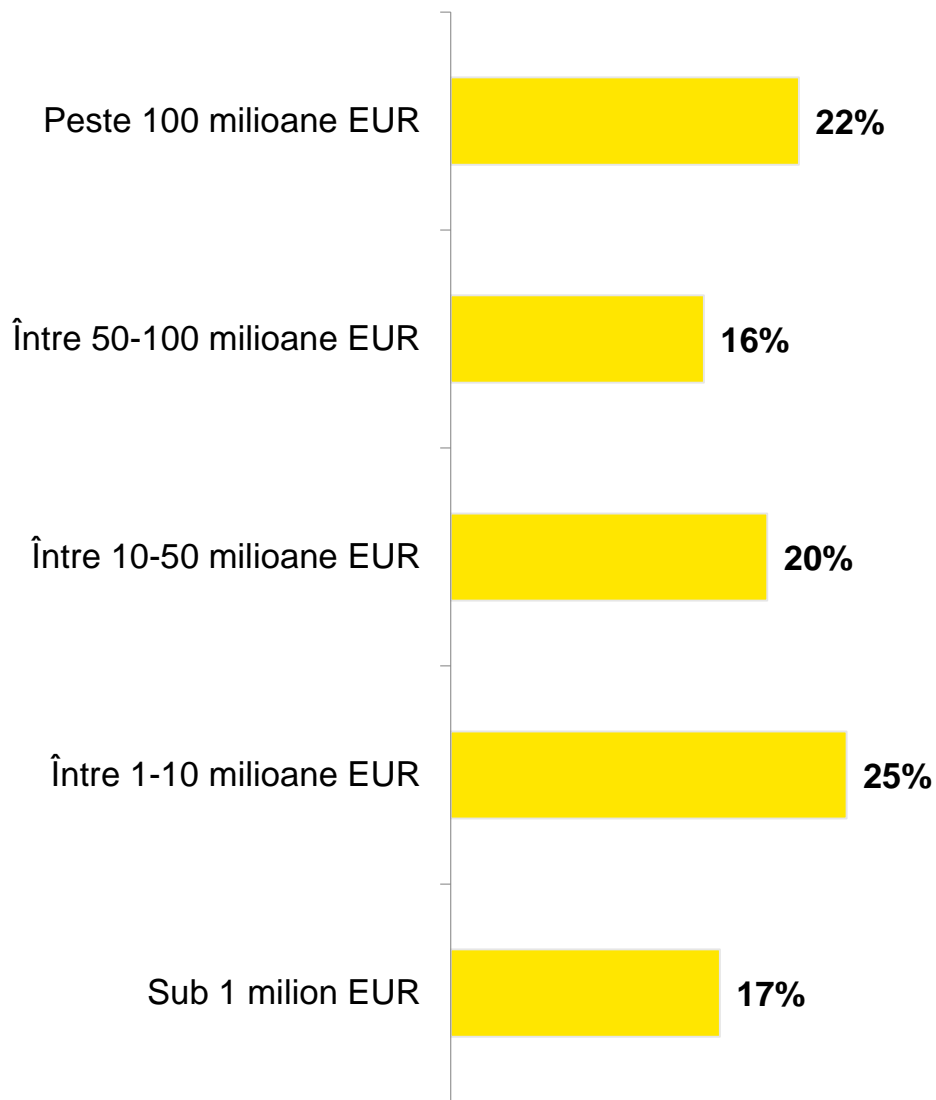 Peste 100 milioane EUR 22%
Între 50-100 milioane EUR 16%
Între 10-50 milioane EUR 20%
Între 1-10 milioane EUR 25%
Sub 1 milion EUR 17%